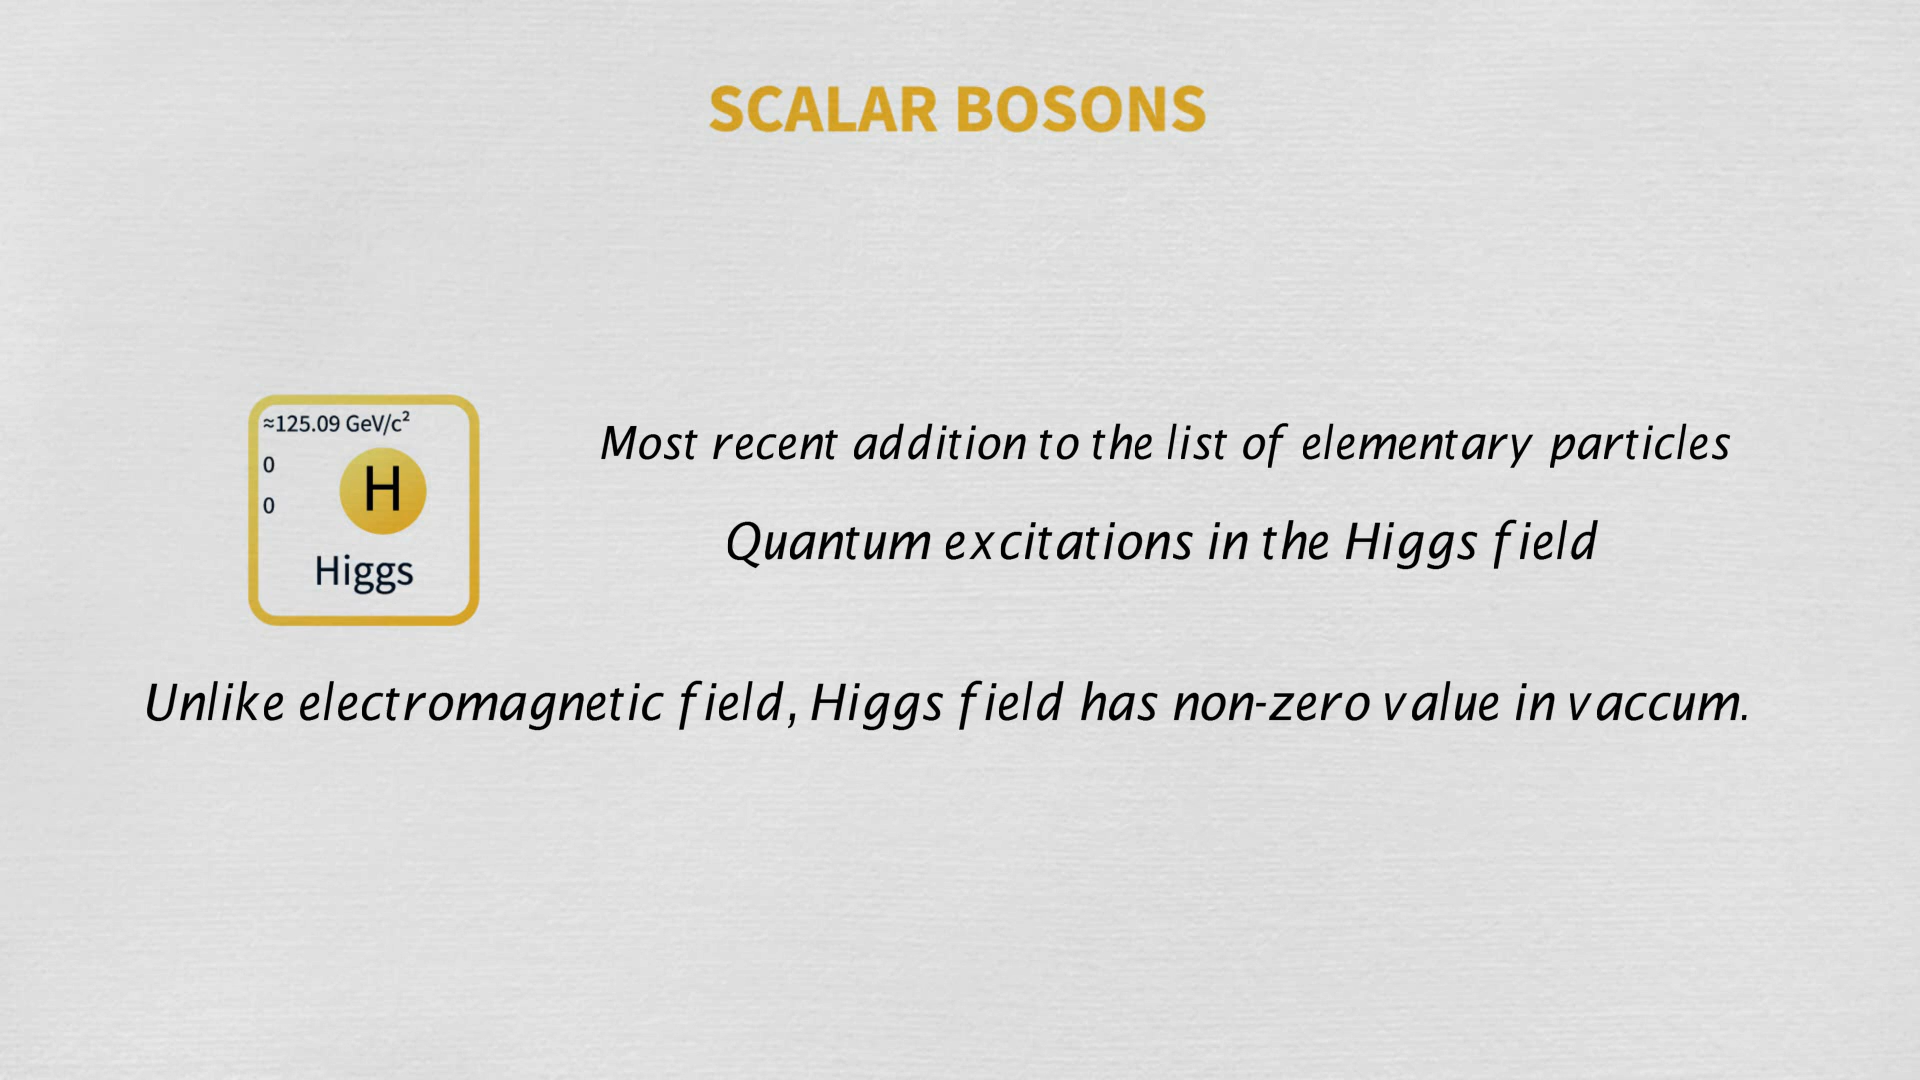 SCALAR BOSONS
≈125.09 GeV/c²
0
0
H
Higgs
Most recent addition to the list of elementary particles
Quantum excitations in the Higgs field
Unlike electromagnetic field, Higgs field has non-zero value in vaccum.